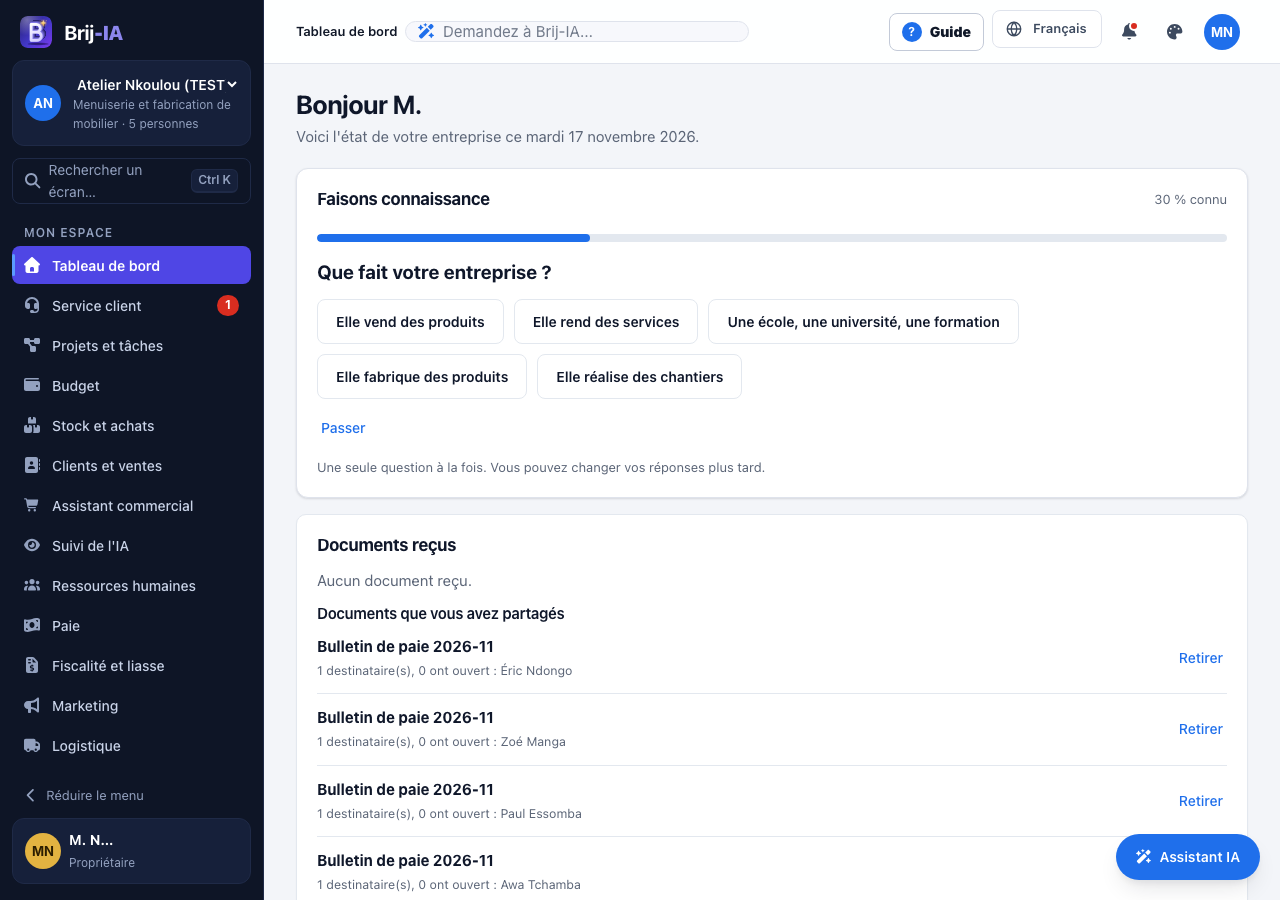 Brij-IA
AN
Atelier Nkoulou (TEST
Menuiserie et fabrication de
mobilier · 5 personnes
Rechercher un
écran...
Ctrl K
MON ESPACE
Tableau de bord
Service client
1
Projets et tâches
Budget
Stock et achats
Clients et ventes
Assistant commercial
Suivi de l'IA
Ressources humaines
Paie
Fiscalité et liasse
Marketing
Logistique
Réduire le menu
MN
M. N...
Propriétaire
Tableau de bord
Demandez à Brij-IA...
? Guide
Français
MN
Bonjour M.
Voici l'état de votre entreprise ce mardi 17 novembre 2026.
Faisons connaissance
30 % connu
Que fait votre entreprise ?
Elle vend des produits
Elle rend des services
Une école, une université, une formation
Elle fabrique des produits
Elle réalise des chantiers
Passer
Une seule question à la fois. Vous pouvez changer vos réponses plus tard.
Documents reçus
Aucun document reçu.
Documents que vous avez partagés
Bulletin de paie 2026-11
1 destinataire(s), 0 ont ouvert : Éric Ndongo
Retirer
Bulletin de paie 2026-11
1 destinataire(s), 0 ont ouvert : Zoé Manga
Retirer
Bulletin de paie 2026-11
1 destinataire(s), 0 ont ouvert : Paul Essomba
Retirer
Bulletin de paie 2026-11
1 destinataire(s), 0 ont ouvert : Awa Tchamba
Assistant IA